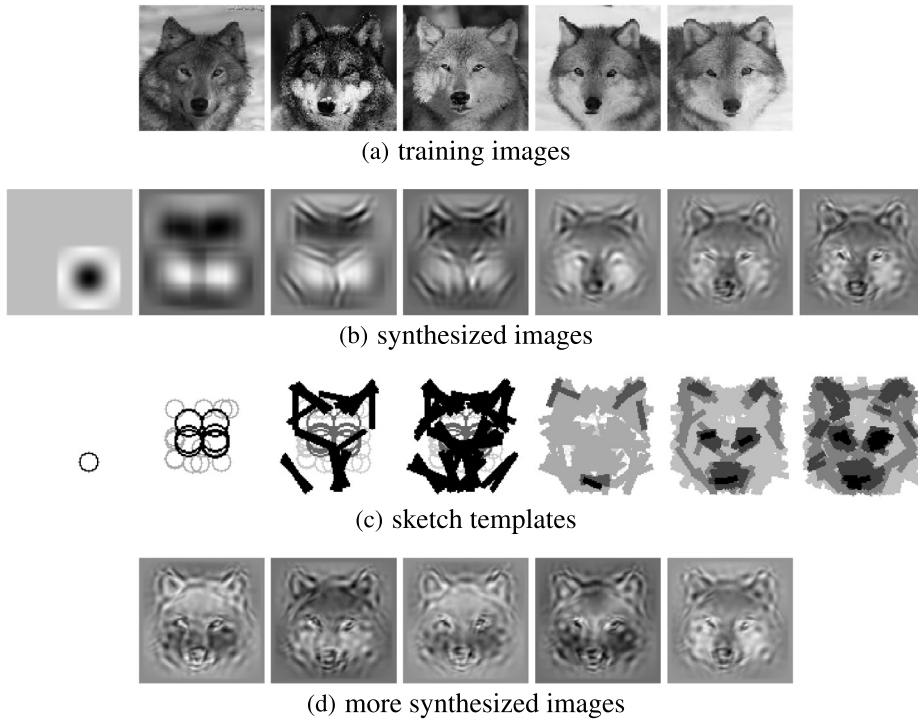 (a) training images
(b) synthesized images
(c) sketch templates
(d) more synthesized images